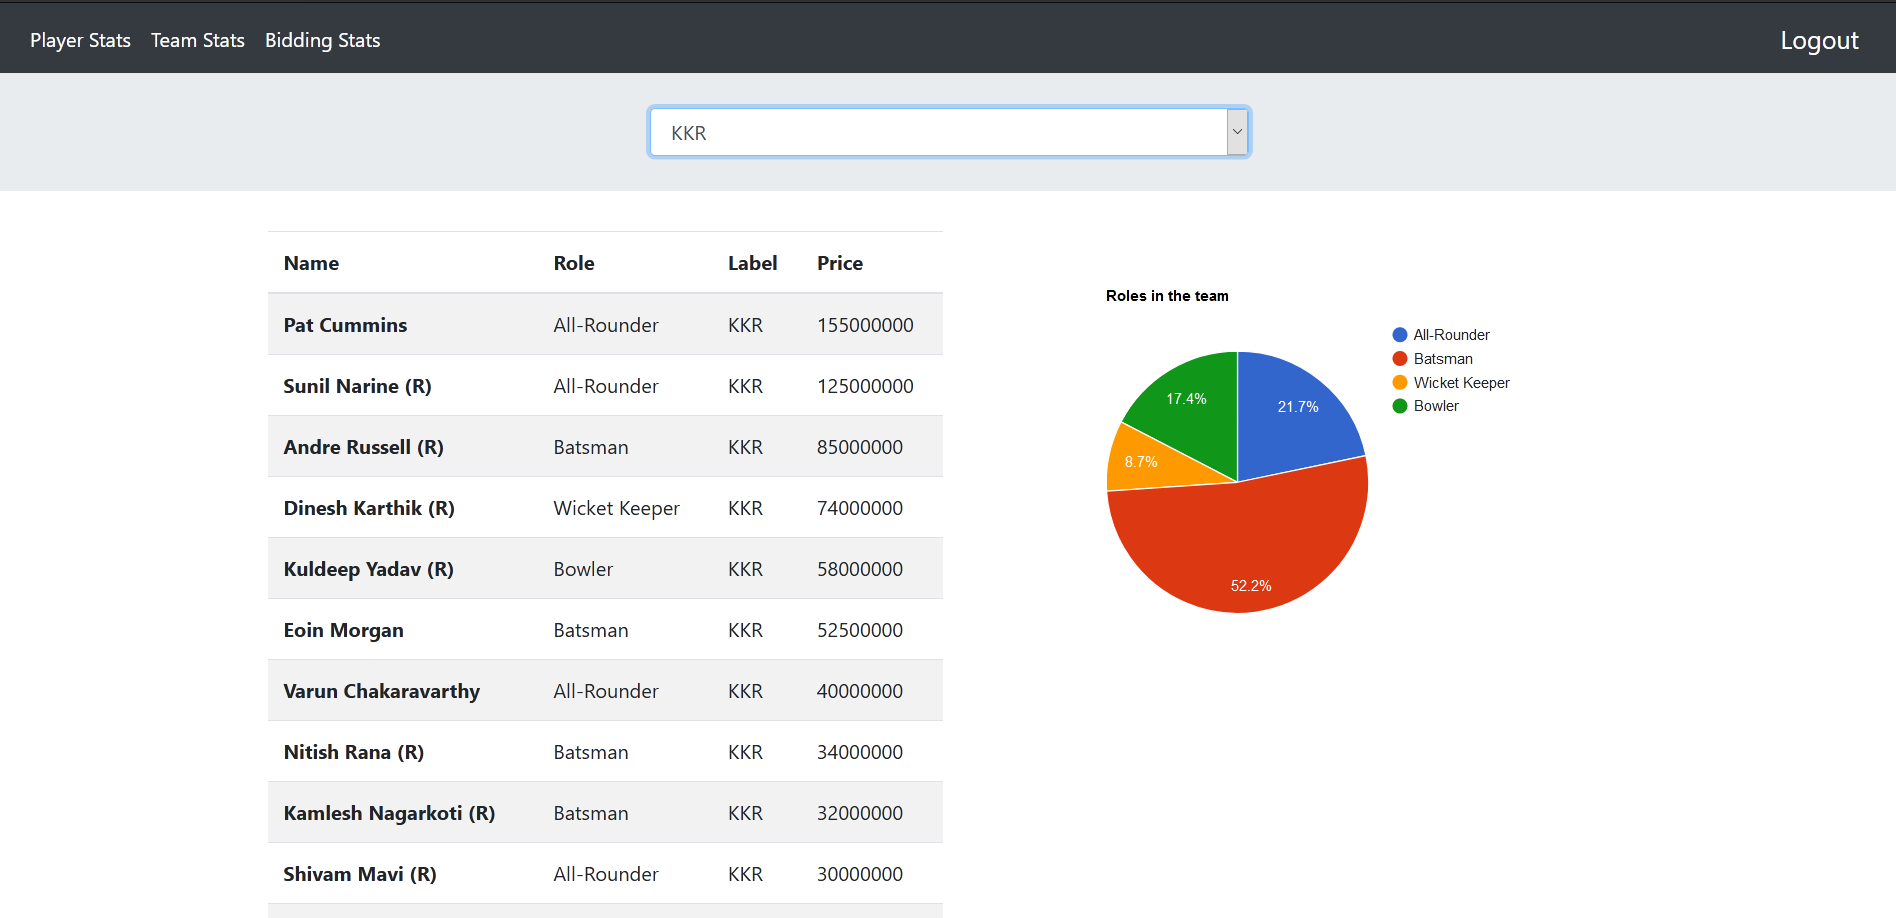 Player Stats Team Stats Bidding Stats Logout
KKR
Name Role Label Price
Pat Cummins All-Rounder KKR 155000000
Sunil Narine (R) All-Rounder KKR 125000000
Andre Russell (R) Batsman KKR 85000000
Dinesh Karthik (R) Wicket Keeper KKR 74000000
Kuldeep Yadav (R) Bowler KKR 58000000
Eoin Morgan Batsman KKR 52500000
Varun Chakaravarthy All-Rounder KKR 40000000
Nitish Rana (R) Batsman KKR 34000000
Kamlesh Nagarkoti (R) Batsman KKR 32000000
Shivam Mavi (R) All-Rounder KKR 30000000
Roles in the team
All-Rounder
Batsman
Wicket Keeper
Bowler
17.4%
21.7%
8.7%
52.2%